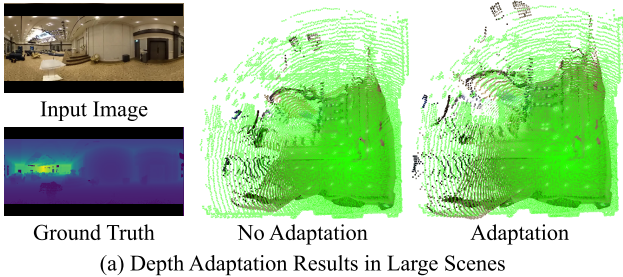 Input Image
Ground Truth
No Adaptation
Adaptation
(a) Depth Adaptation Results in Large Scenes